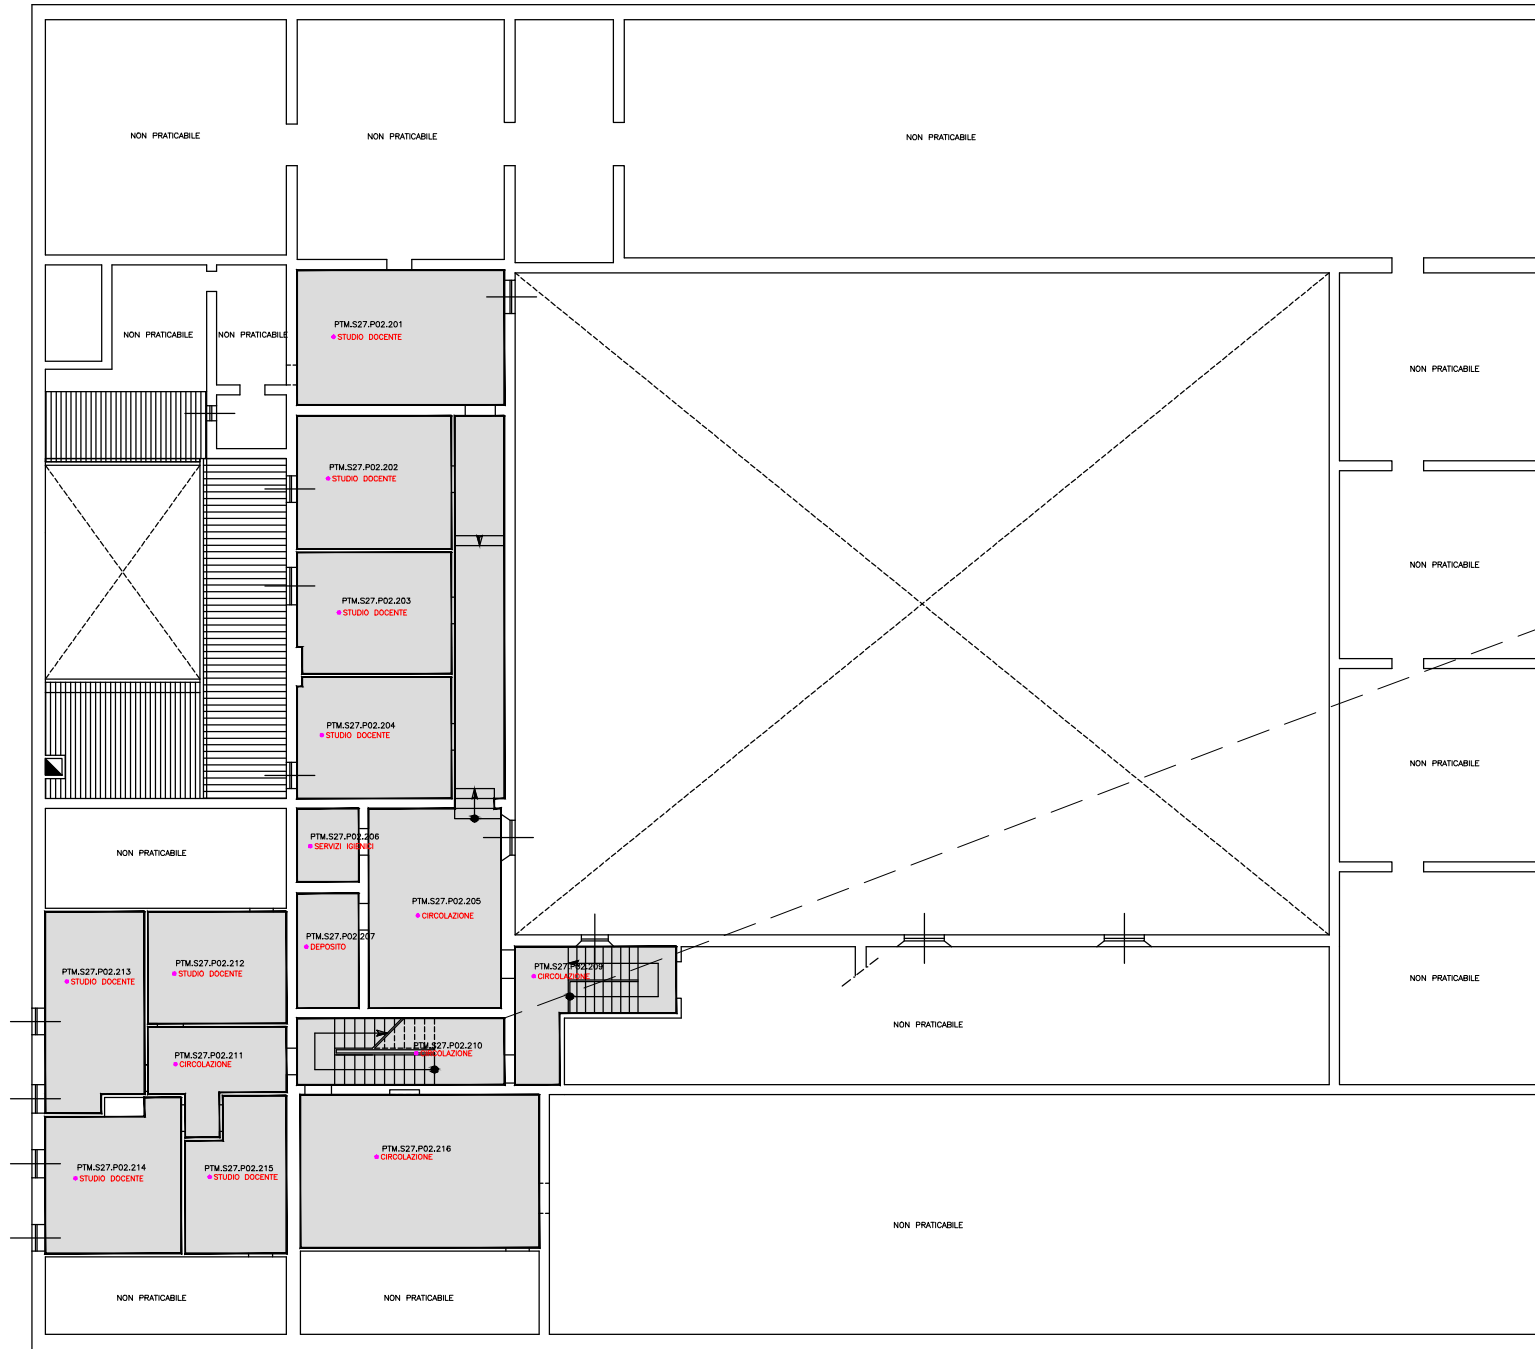 NON PRATICABILE
NON PRATICABILE
NON PRATICABILE
PTM.S27.P02.201
STUDIO DOCENTE
NON PRATICABILE
NON PRATICABILE
NON PRATICABILE
PTM.S27.P02.202
STUDIO DOCENTE
NON PRATICABILE
PTM.S27.P02.203
STUDIO DOCENTE
PTM.S27.P02.204
STUDIO DOCENTE
NON PRATICABILE
PTM.S27.P02.206
SERVIZI IGIENICI
NON PRATICABILE
PTM.S27.P02.205
CIRCOLAZIONE
PTM.S27.P02.207
DEPOSITO
PTM.S27.P02.212
STUDIO DOCENTE
PTM.S27.P02.213
STUDIO DOCENTE
PTM.S27.P02.209
CIRCOLAZIONE
NON PRATICABILE
NON PRATICABILE
PTM.S27.P02.210
CIRCOLAZIONE
PTM.S27.P02.211
CIRCOLAZIONE
PTM.S27.P02.216
CIRCOLAZIONE
PTM.S27.P02.214
STUDIO DOCENTE
PTM.S27.P02.215
STUDIO DOCENTE
NON PRATICABILE
NON PRATICABILE
NON PRATICABILE